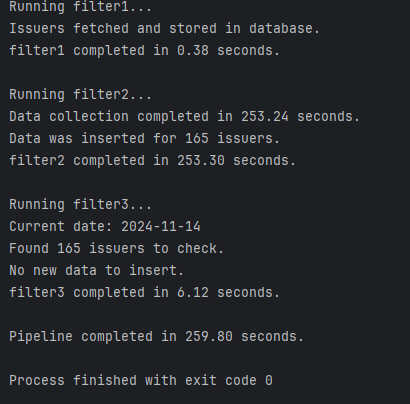 Running filter1...
Issuers fetched and stored in database.
filter1 completed in 0.38 seconds.
Running filter2...
Data collection completed in 253.24 seconds.
Data was inserted for 165 issuers.
filter2 completed in 253.30 seconds.
Running filter3...
Current date: 2024-11-14
Found 165 issuers to check.
No new data to insert.
filter3 completed in 6.12 seconds.
Pipeline completed in 259.80 seconds.
Process finished with exit code 0